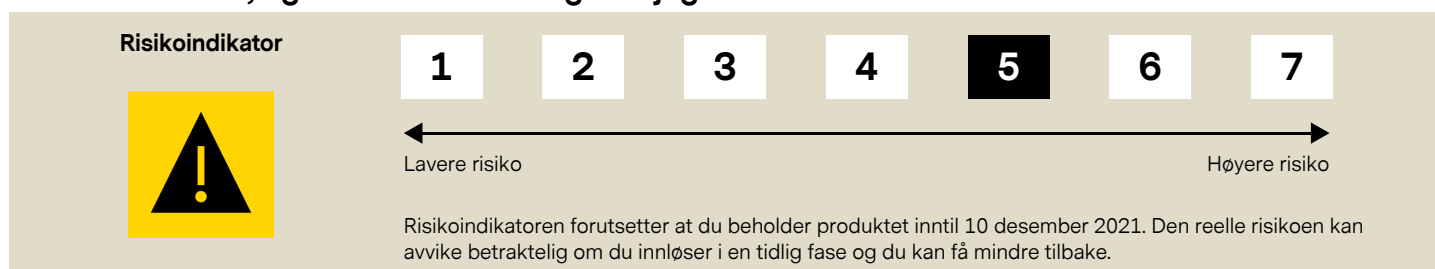 Risikoindikator
1 2 3 4 5 6 7
Lavere risiko Høyere risiko
Risikoindikatoren forutsetter at du beholder produktet inntil 10 desember 2021. Den reelle risikoen kan
avvike betraktelig om du innløser i en tidlig fase og du kan få mindre tilbake.